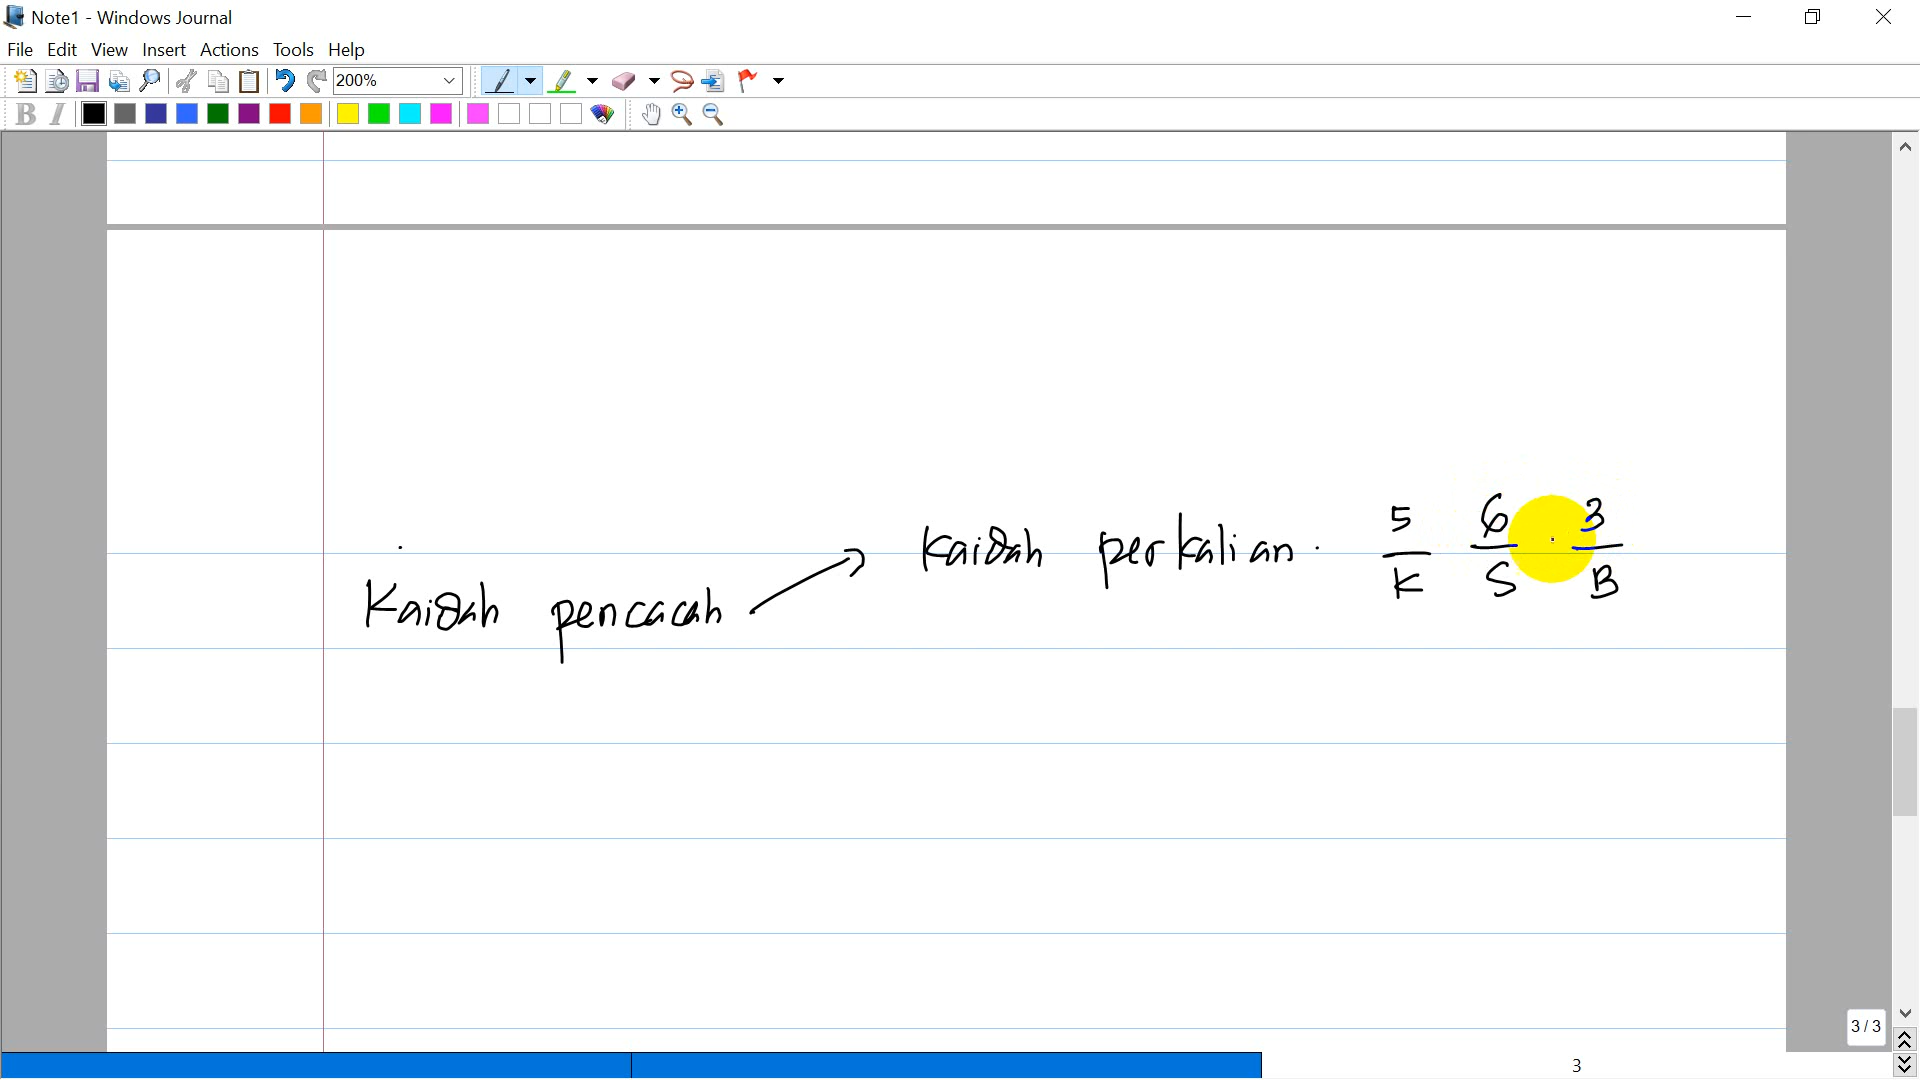 Note1 - Windows Journal
File Edit View Insert Actions Tools Help
200%
B I
5 6 3
Kaidah perkalian.
K S B
Kaidah pencacah
3 / 3
3